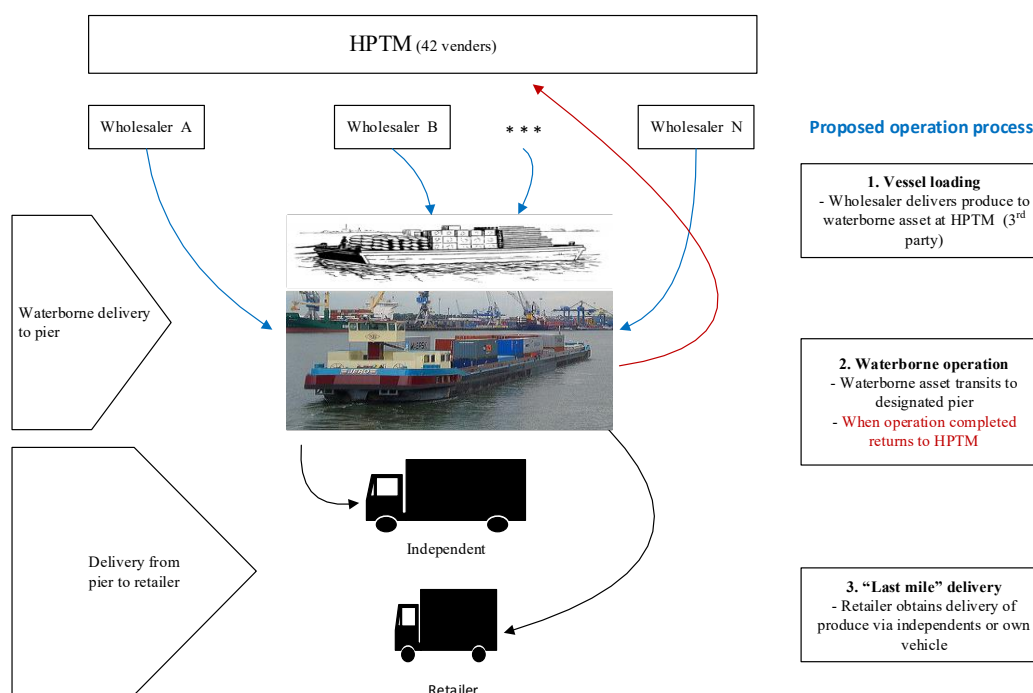 HPTM (42 venders)
Wholesaler A
Wholesaler B
* * *
Wholesaler N
Proposed operation process
1. Vessel loading
- Wholesaler delivers produce to
waterborne asset at HPTM (3rd
party)
Waterborne delivery
to pier
2. Waterborne operation
- Waterborne asset transits to
designated pier
- When operation completed
returns to HPTM
Independent
Delivery from
pier to retailer
3. “Last mile” delivery
- Retailer obtains delivery of
produce via independents or own
vehicle
Retailer